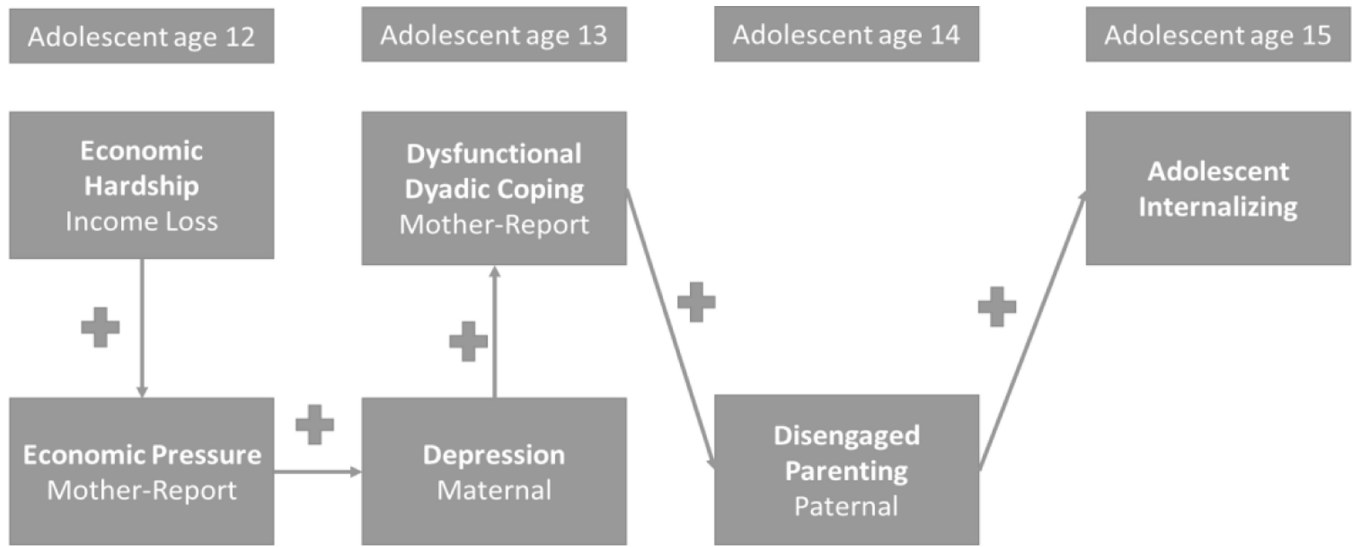 Adolescent age 12
Adolescent age 13
Adolescent age 14
Adolescent age 15
Economic
Hardship
Income Loss
Dysfunctional
Dyadic Coping
Mother-Report
Adolescent
Internalizing
Economic Pressure
Mother-Report
Depression
Maternal
Disengaged
Parenting
Paternal